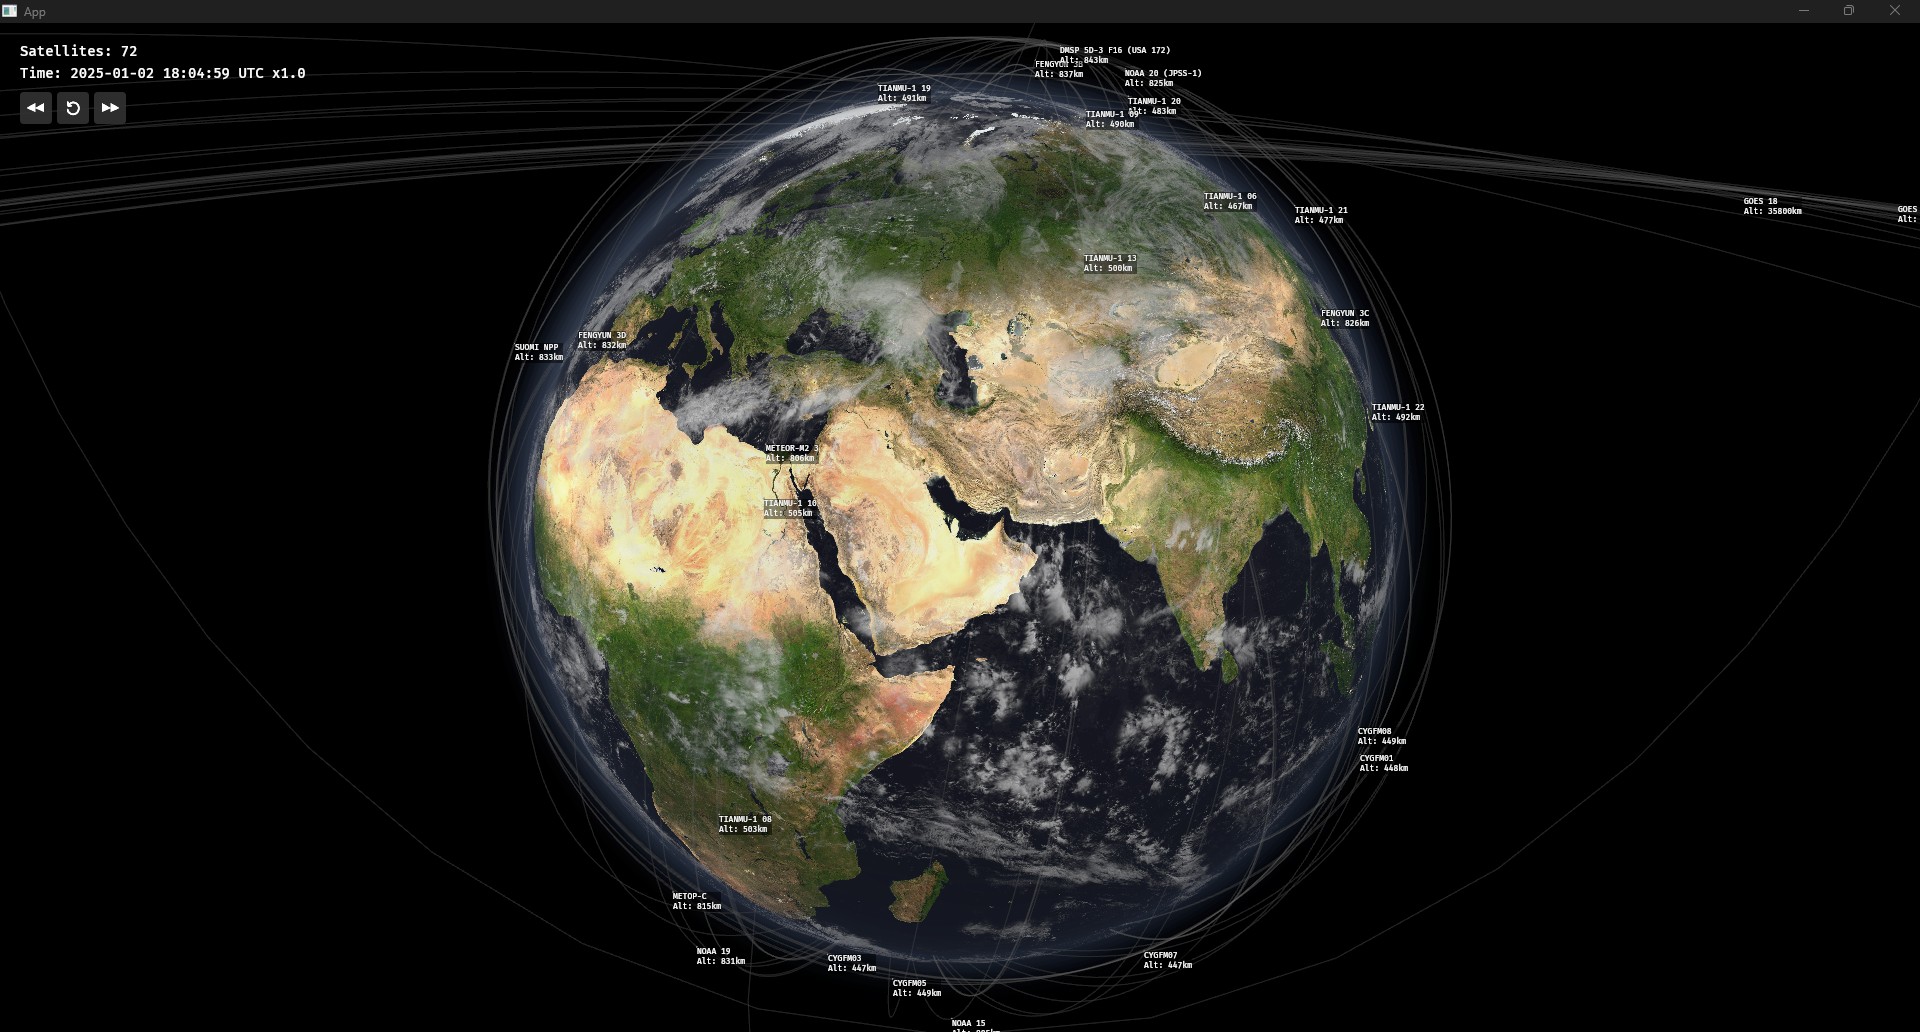 App
Satellites: 72
Time: 2025-01-02 18:04:59 UTC x1.0
DMSP 5D-3 F16 (USA 172)
Alt: 843km
FENGYUN 3B
Alt: 837km
NOAA 20 (JPSS-1)
Alt: 825km
TIANMU-1 19
Alt: 491km
TIANMU-1 20
Alt: 483km
TIANMU-1 09
Alt: 490km
TIANMU-1 06
Alt: 467km
TIANMU-1 21
Alt: 477km
GOES 18
Alt: 35800km
GOES
Alt:
TIANMU-1 13
Alt: 500km
FENGYUN 3C
Alt: 826km
FENGYUN 3D
Alt: 832km
SUOMI NPP
Alt: 833km
TIANMU-1 22
Alt: 492km
METEOR-M2 3
Alt: 806km
TIANMU-1 10
Alt: 505km
CYGFM08
Alt: 449km
CYGFM01
Alt: 448km
TIANMU-1 08
Alt: 503km
METOP-C
Alt: 815km
NOAA 19
Alt: 831km
CYGFM03
Alt: 447km
CYGFM07
Alt: 447km
CYGFM05
Alt: 449km
NOAA 15